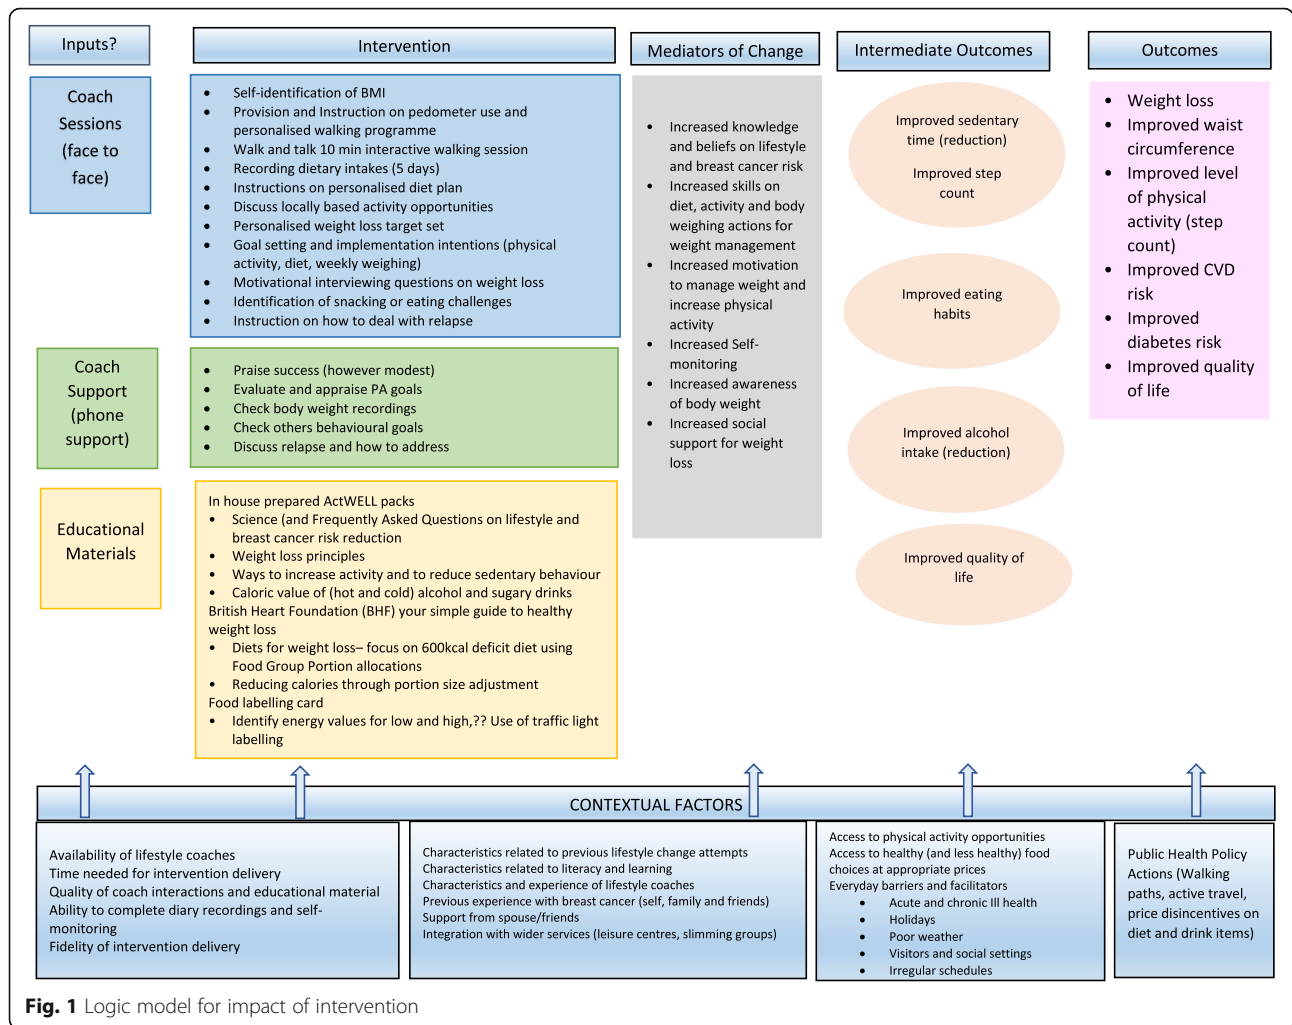 Inputs?
Intervention
Mediators of Change
Intermediate Outcomes
Outcomes
Coach
Sessions
(face to
face)
• Self-identification of BMI
• Provision and Instruction on pedometer use and
personalised walking programme
• Walk and talk 10 min interactive walking session
• Recording dietary intakes (5 days)
• Instructions on personalised diet plan
• Discuss locally based activity opportunities
• Personalised weight loss target set
• Goal setting and implementation intentions (physical
activity, diet, weekly weighing)
• Motivational interviewing questions on weight loss
• Identification of snacking or eating challenges
• Instruction on how to deal with relapse
Coach
Support
(phone
support)
• Praise success (however modest)
• Evaluate and appraise PA goals
• Check body weight recordings
• Check others behavioural goals
• Discuss relapse and how to address
Educational
Materials
In house prepared ActWELL packs
• Science (and Frequently Asked Questions on lifestyle and
breast cancer risk reduction
• Weight loss principles
• Ways to increase activity and to reduce sedentary behaviour
• Caloric value of (hot and cold) alcohol and sugary drinks
British Heart Foundation (BHF) your simple guide to healthy
weight loss
• Diets for weight loss– focus on 600kcal deficit diet using
Food Group Portion allocations
• Reducing calories through portion size adjustment
Food labelling card
• Identify energy values for low and high,?? Use of traffic light
labelling
• Increased knowledge
and beliefs on lifestyle
and breast cancer risk
• Increased skills on
diet, activity and body
weighing actions for
weight management
• Increased motivation
to manage weight and
increase physical
activity
• Increased Self-
monitoring
• Increased awareness
of body weight
• Increased social
support for weight
loss
Improved sedentary
time (reduction)
Improved step
count
Improved eating
habits
Improved alcohol
intake (reduction)
Improved quality of
life
• Weight loss
• Improved waist
circumference
• Improved level
of physical
activity (step
count)
• Improved CVD
risk
• Improved
diabetes risk
• Improved quality
of life
CONTEXTUAL FACTORS
Availability of lifestyle coaches
Time needed for intervention delivery
Quality of coach interactions and educational material
Ability to complete diary recordings and self-
monitoring
Fidelity of intervention delivery
Characteristics related to previous lifestyle change attempts
Characteristics related to literacy and learning
Characteristics and experience of lifestyle coaches
Previous experience with breast cancer (self, family and friends)
Support from spouse/friends
Integration with wider services (leisure centres, slimming groups)
Access to physical activity opportunities
Access to healthy (and less healthy) food
choices at appropriate prices
Everyday barriers and facilitators
• Acute and chronic Ill health
• Holidays
• Poor weather
• Visitors and social settings
• Irregular schedules
Public Health Policy
Actions (Walking
paths, active travel,
price disincentives on
diet and drink items)
Fig. 1 Logic model for impact of intervention